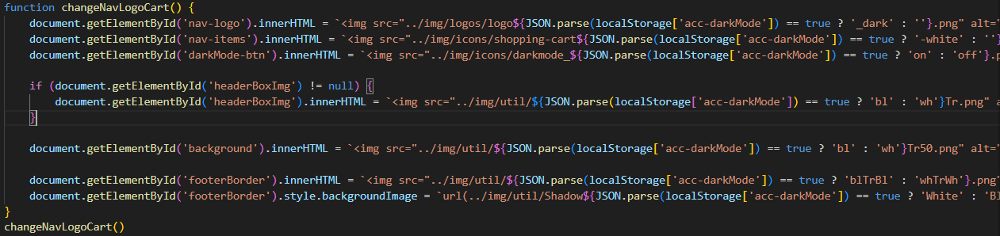 function changeNavLogoCart() {
    document.getElementById('nav-logo').innerHTML = `<img src="../img/logos/logo${JSON.parse(localStorage['acc-darkMode']) == true ? '_dark' : ''}.png" alt="
    document.getElementById('nav-items').innerHTML = `<img src="../img/icons/shopping-cart${JSON.parse(localStorage['acc-darkMode']) == true ? '-white' : ''}
    document.getElementById('darkMode-btn').innerHTML = `<img src="../img/icons/darkmode_${JSON.parse(localStorage['acc-darkMode']) == true ? 'on' : 'off'}.p
    if (document.getElementById('headerBoxImg') != null) {
        document.getElementById('headerBoxImg').innerHTML = `<img src="../img/util/${JSON.parse(localStorage['acc-darkMode']) == true ? 'bl' : 'wh'}Tr.png" a
    }
    document.getElementById('background').innerHTML = `<img src="../img/util/${JSON.parse(localStorage['acc-darkMode']) == true ? 'bl' : 'wh'}Tr50.png" alt="
    document.getElementById('footerBorder').innerHTML = `<img src="../img/util/${JSON.parse(localStorage['acc-darkMode']) == true ? 'blTrBl' : 'whTrWh'}.png"
    document.getElementById('footerBorder').style.backgroundImage = `url(../img/util/Shadow${JSON.parse(localStorage['acc-darkMode']) == true ? 'White' : 'Bl
}
changeNavLogoCart()